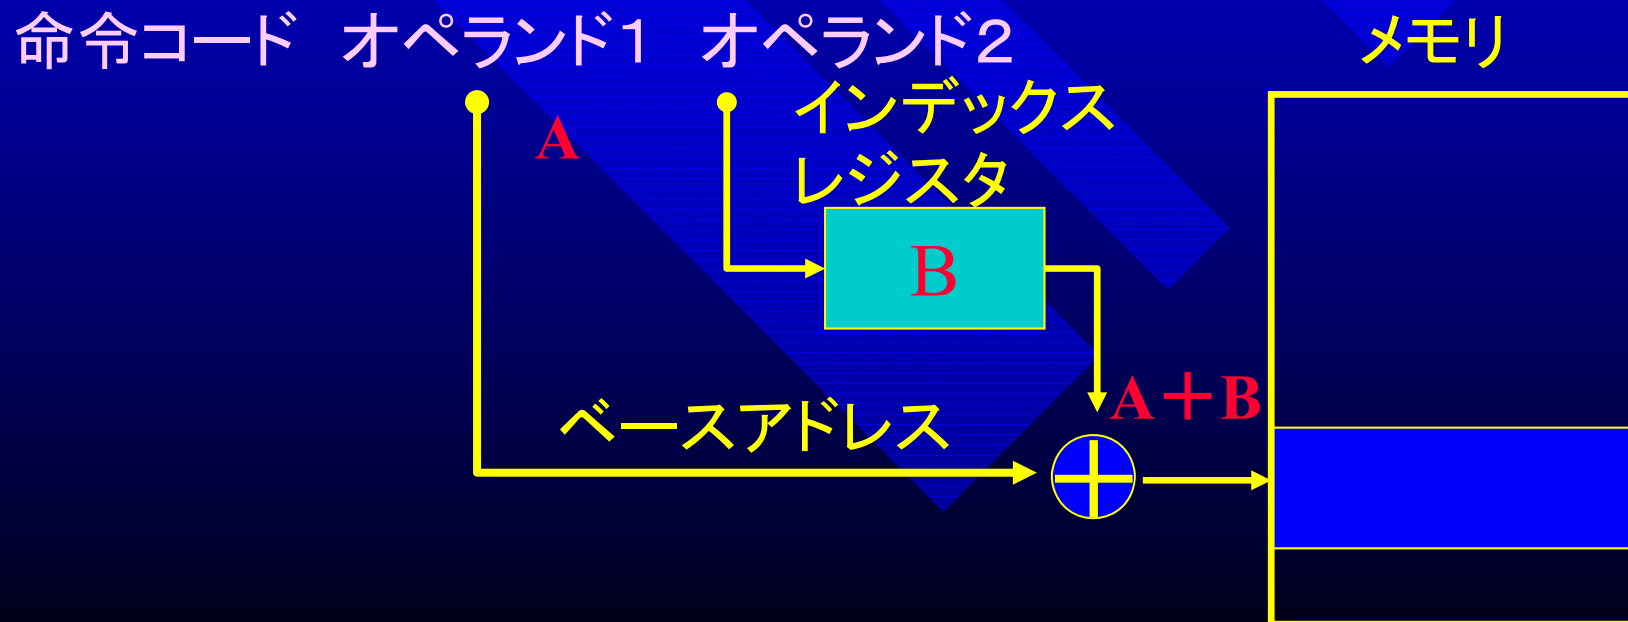 命令コード オペランド1 オペランド2
メモリ
A
インデックス
レジスタ
B
A+B
ベースアドレス